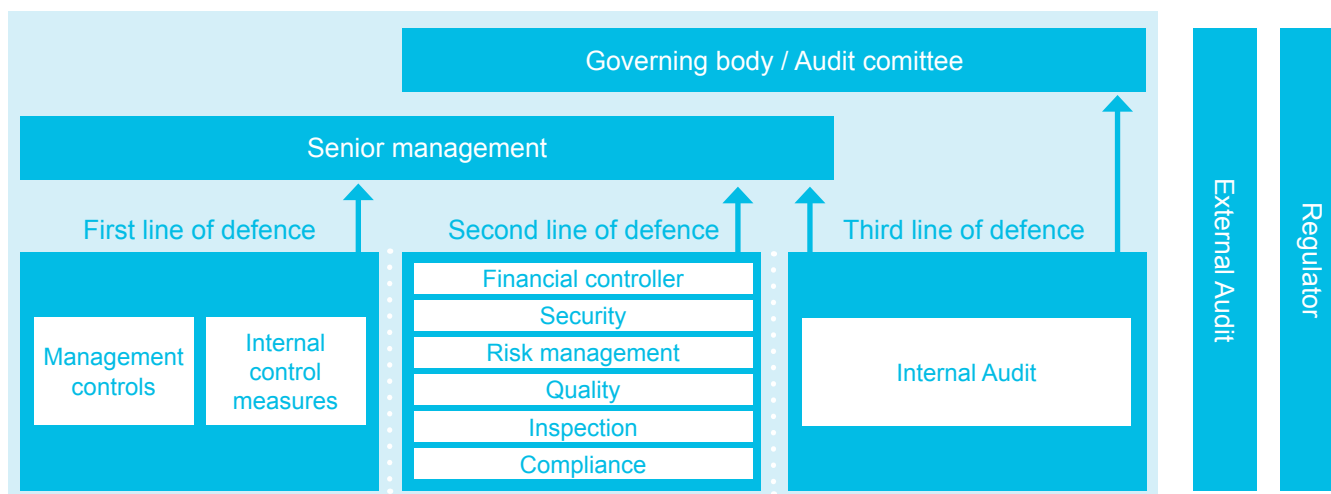 Governing body / Audit comittee
Senior management
First line of defence
Second line of defence
Third line of defence
Management
controls
Internal
control
measures
Financial controller
Security
Risk management
Quality
Inspection
Compliance
Internal Audit
External Audit
Regulator